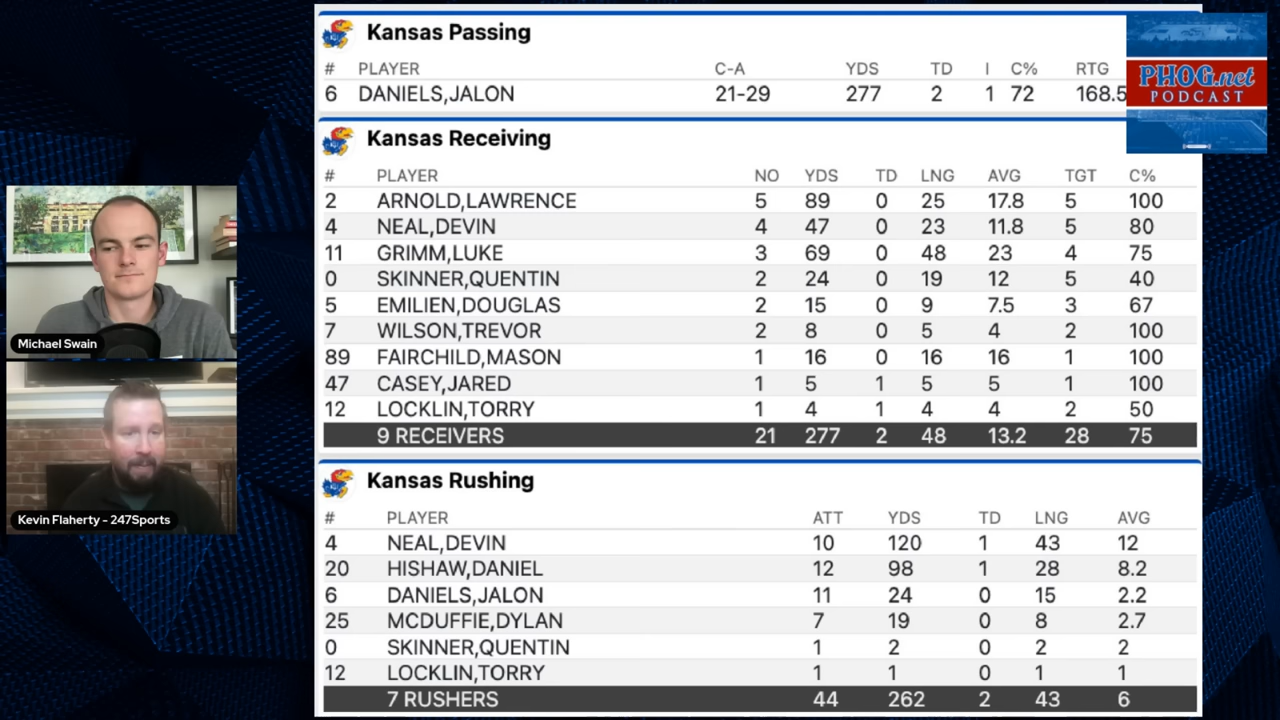 Kansas Passing
# PLAYER C-A YDS TD I C% RTG
6 DANIELS,JALON 21-29 277 2 1 72 168.5
PHOG.net
PODCAST
Kansas Receiving
# PLAYER NO YDS TD LNG AVG TGT C%
2 ARNOLD,LAWRENCE 5 89 0 25 17.8 5 100
4 NEAL,DEVIN 4 47 0 23 11.8 5 80
11 GRIMM,LUKE 3 69 0 48 23 4 75
0 SKINNER,QUENTIN 2 24 0 19 12 5 40
5 EMILIEN,DOUGLAS 2 15 0 9 7.5 3 67
7 WILSON,TREVOR 2 8 0 5 4 2 100
89 FAIRCHILD,MASON 1 16 0 16 16 1 100
47 CASEY,JARED 1 5 1 5 5 1 100
12 LOCKLIN,TORRY 1 4 1 4 4 2 50
9 RECEIVERS 21 277 2 48 13.2 28 75
Kansas Rushing
# PLAYER ATT YDS TD LNG AVG
4 NEAL,DEVIN 10 120 1 43 12
20 HISHAW,DANIEL 12 98 1 28 8.2
6 DANIELS,JALON 11 24 0 15 2.2
25 MCDUFFIE,DYLAN 7 19 0 8 2.7
0 SKINNER,QUENTIN 1 2 0 2 2
12 LOCKLIN,TORRY 1 1 0 1 1
7 RUSHERS 44 262 2 43 6
Michael Swain
Kevin Flaherty - 247Sports